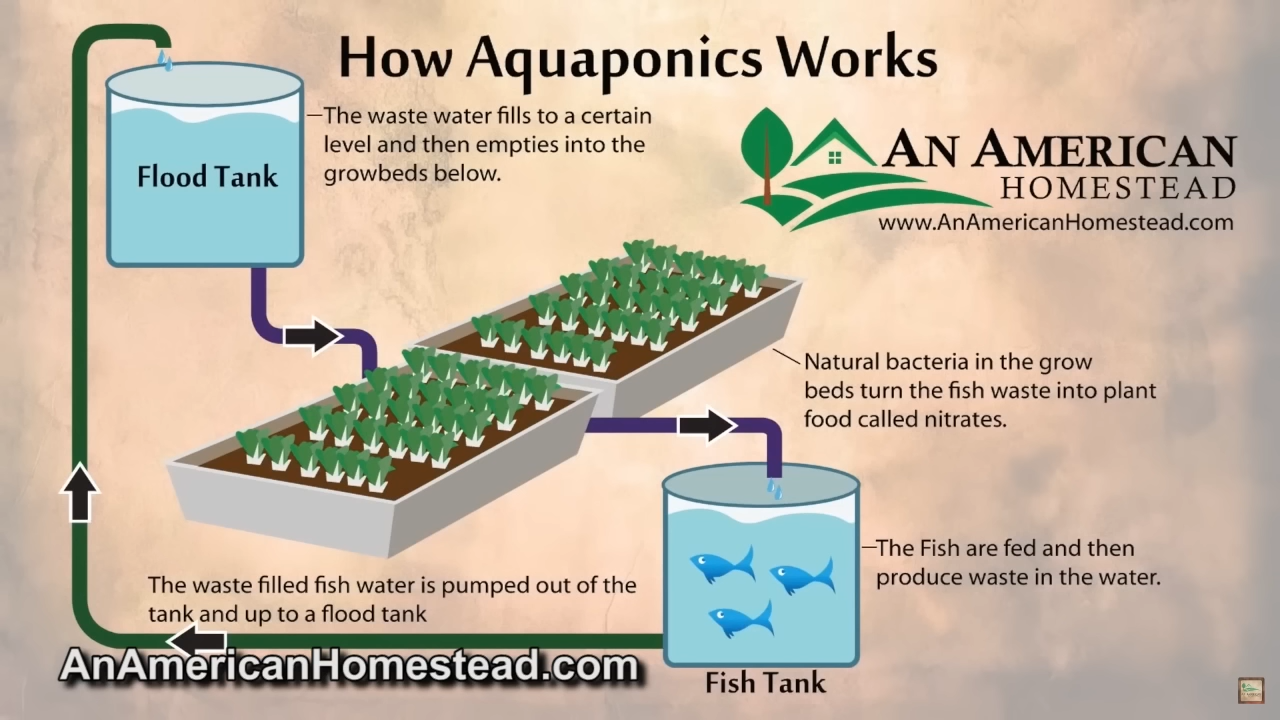 How Aquaponics Works
The waste water fills to a certain
level and then empties into the
growbeds below.
Flood Tank
AN AMERICAN
HOMESTEAD
www.AnAmericanHomestead.com
Natural bacteria in the grow
beds turn the fish waste into plant
food called nitrates.
The Fish are fed and then
produce waste in the water.
The waste filled fish water is pumped out of the
tank and up to a flood tank
AnAmericanHomestead.com
Fish Tank